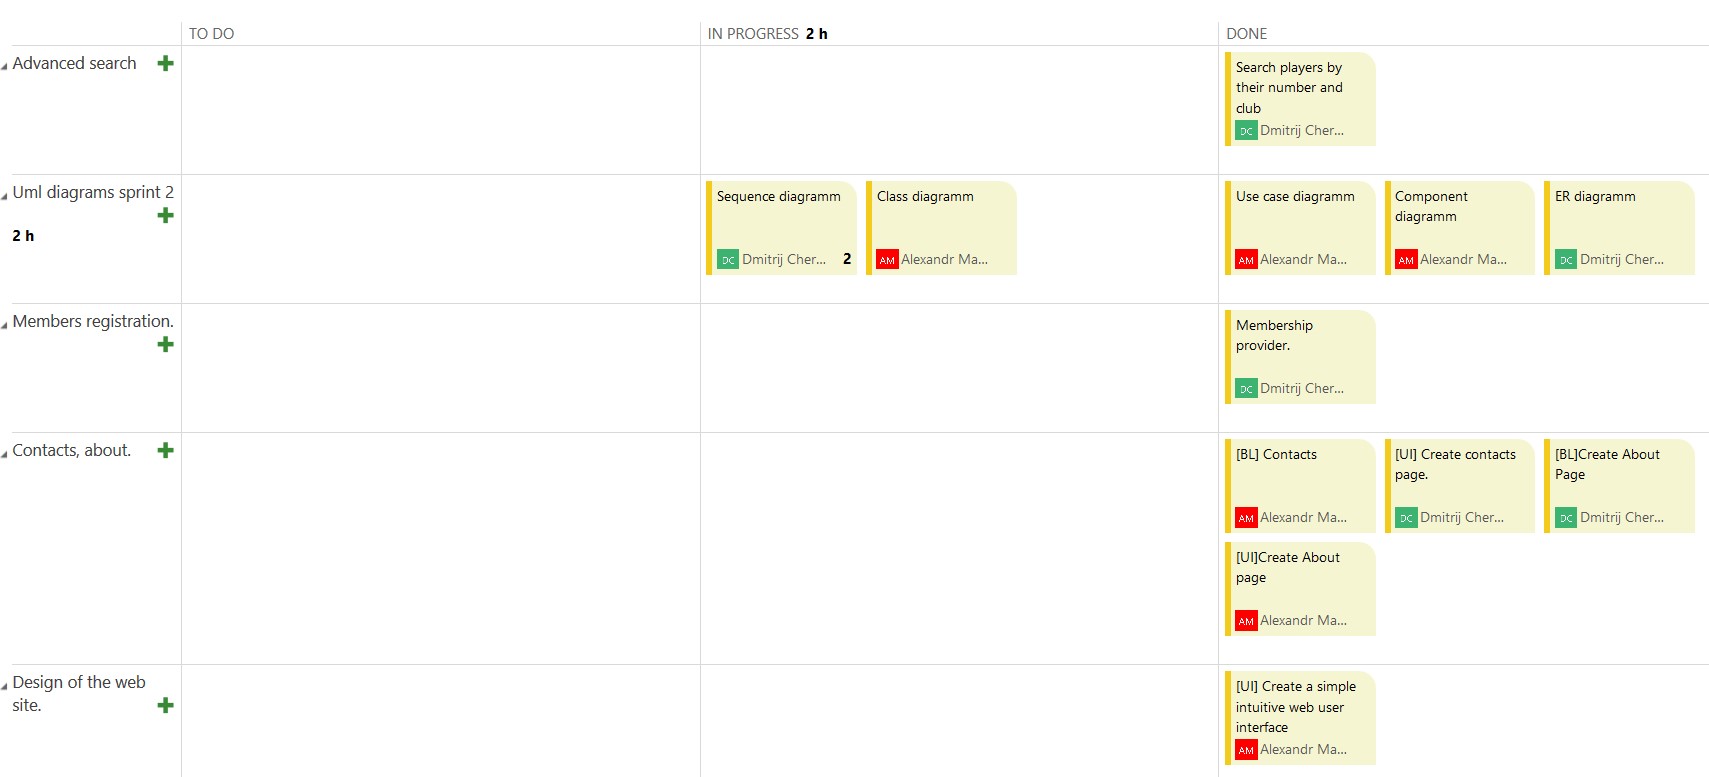 TO DO
IN PROGRESS 2 h
DONE
Advanced search
Search players by
their number and
club
DC Dmitrij Cher...
Uml diagrams sprint 2
2 h
Sequence diagramm
DC Dmitrij Cher... 2
Class diagramm
AM Alexandr Ma...
Use case diagramm
AM Alexandr Ma...
Component
diagramm
AM Alexandr Ma...
ER diagramm
DC Dmitrij Cher...
Members registration.
Membership
provider.
DC Dmitrij Cher...
Contacts, about.
[BL] Contacts
AM Alexandr Ma...
[UI] Create contacts
page.
DC Dmitrij Cher...
[BL]Create About
Page
DC Dmitrij Cher...
[UI]Create About
page
AM Alexandr Ma...
Design of the web
site.
[UI] Create a simple
intuitive web user
interface
AM Alexandr Ma...